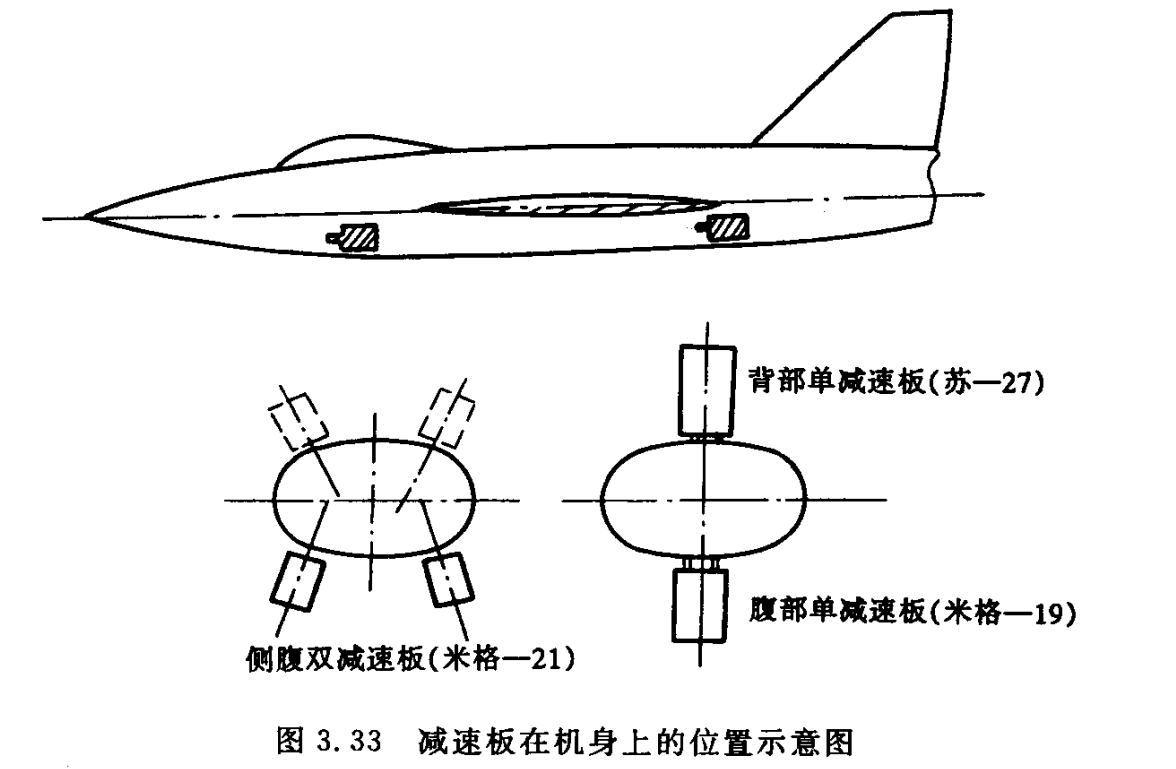 背部单减速板(苏—27)
腹部单减速板(米格—19)
侧腹双减速板(米格—21)
图 3.33 减速板在机身上的位置示意图